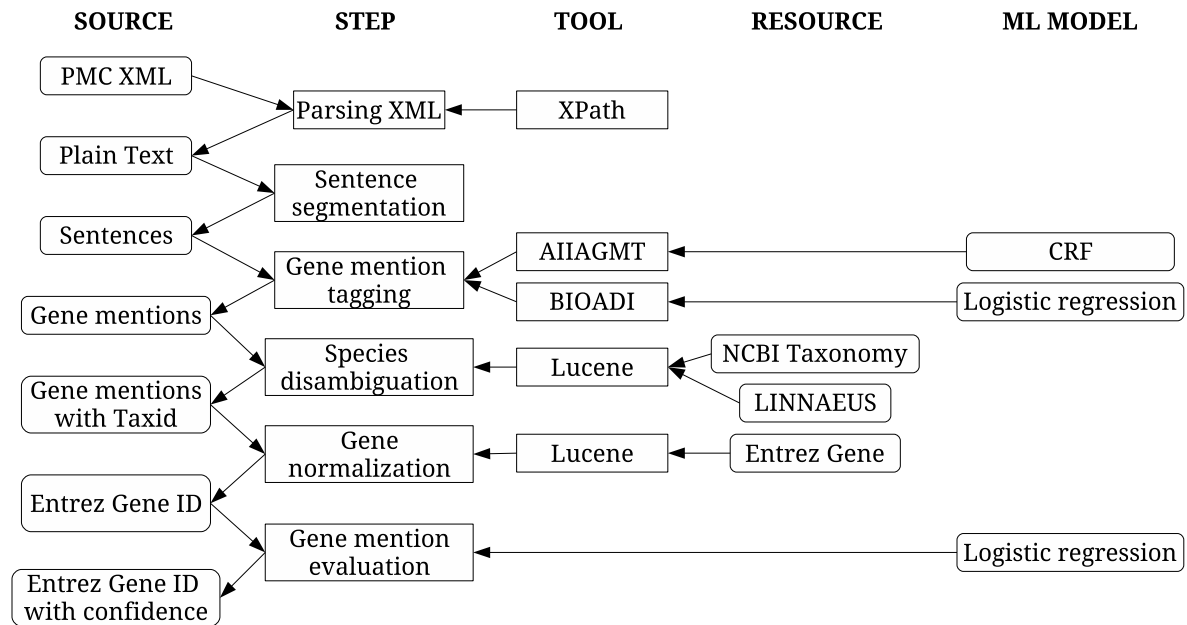 SOURCE STEP TOOL RESOURCE ML MODEL
PMC XML
Parsing XML
XPath
Plain Text
Sentence
segmentation
Sentences
Gene mention
tagging
AIIAGMT
CRF
BIOADI
Logistic regression
Gene mentions
Species
disambiguation
Lucene
NCBI Taxonomy
LINNAEUS
Gene mentions
with Taxid
Gene
normalization
Lucene
Entrez Gene
Entrez Gene ID
Gene mention
evaluation
Logistic regression
Entrez Gene ID
with confidence